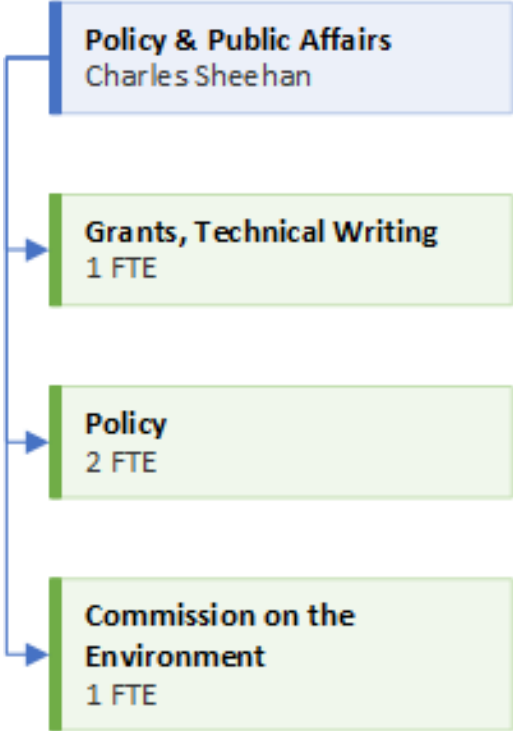 Policy & Public Affairs
Charles Sheehan
Grants, Technical Writing
1 FTE
Policy
2 FTE
Commission on the
Environment
1 FTE